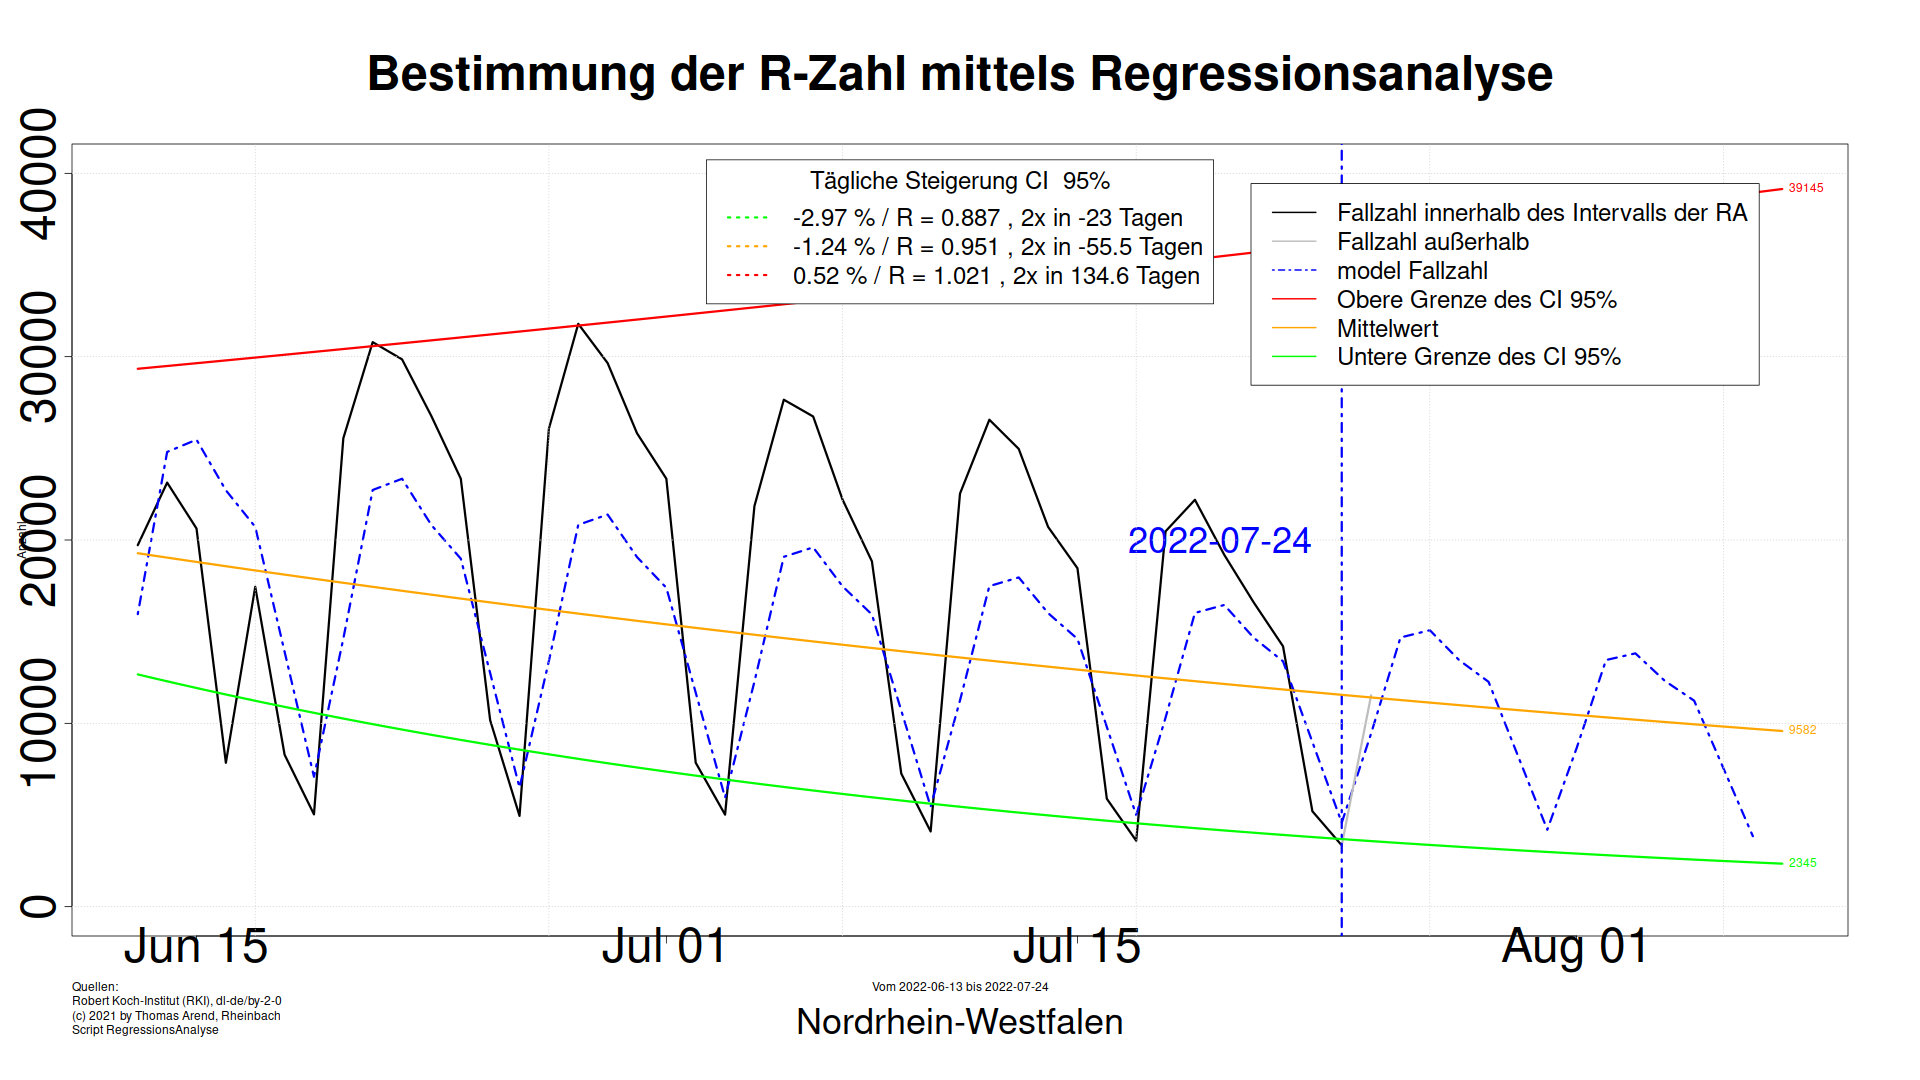 Bestimmung der R-Zahl mittels Regressionsanalyse
Anzahl
40000
30000
20000
10000
0
Tägliche Steigerung CI 95%
-2.97 % / R = 0.887 , 2x in -23 Tagen
-1.24 % / R = 0.951 , 2x in -55.5 Tagen
0.52 % / R = 1.021 , 2x in 134.6 Tagen
Fallzahl innerhalb des Intervalls der RA
Fallzahl außerhalb
model Fallzahl
Obere Grenze des CI 95%
Mittelwert
Untere Grenze des CI 95%
39145
2022-07-24
9582
2345
Jun 15
Jul 01
Jul 15
Aug 01
Quellen:
Robert Koch-Institut (RKI), dl-de/by-2-0
(c) 2021 by Thomas Arend, Rheinbach
Script RegressionsAnalyse
Vom 2022-06-13 bis 2022-07-24
Nordrhein-Westfalen